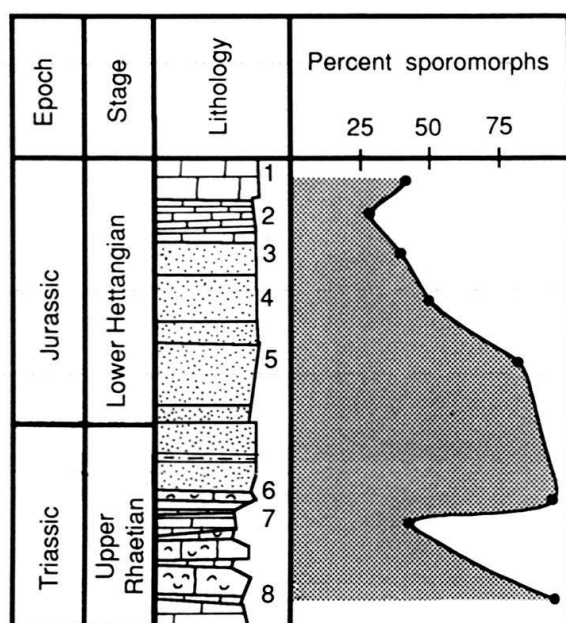 Epoch
Stage
Lithology
Percent sporomorphs
25 50 75
Jurassic
Lower Hettangian
Triassic
Upper
Rhaetian
1
2
3
4
5
6
7
8